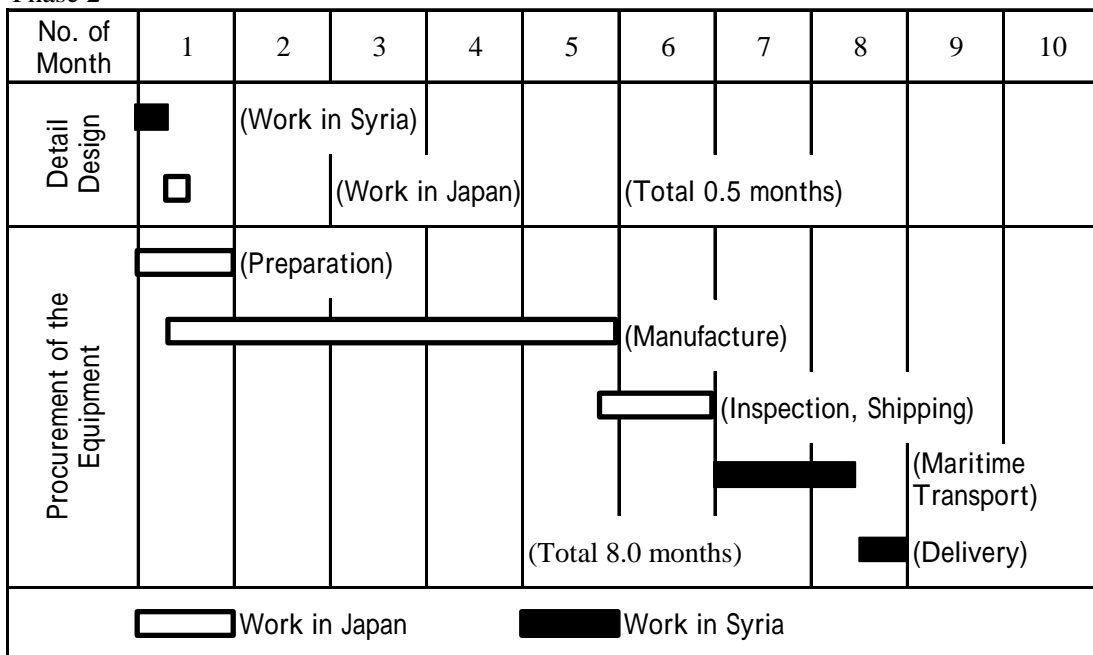 Phase 2
No. of
Month
1 2 3 4 5 6 7 8 9 10
Detail
Design
(Work in Syria)
(Work in Japan) (Total 0.5 months)
Procurement of the
Equipment
(Preparation)
(Manufacture)
(Inspection, Shipping)
(Maritime
Transport)
(Total 8.0 months) (Delivery)
Work in Japan Work in Syria